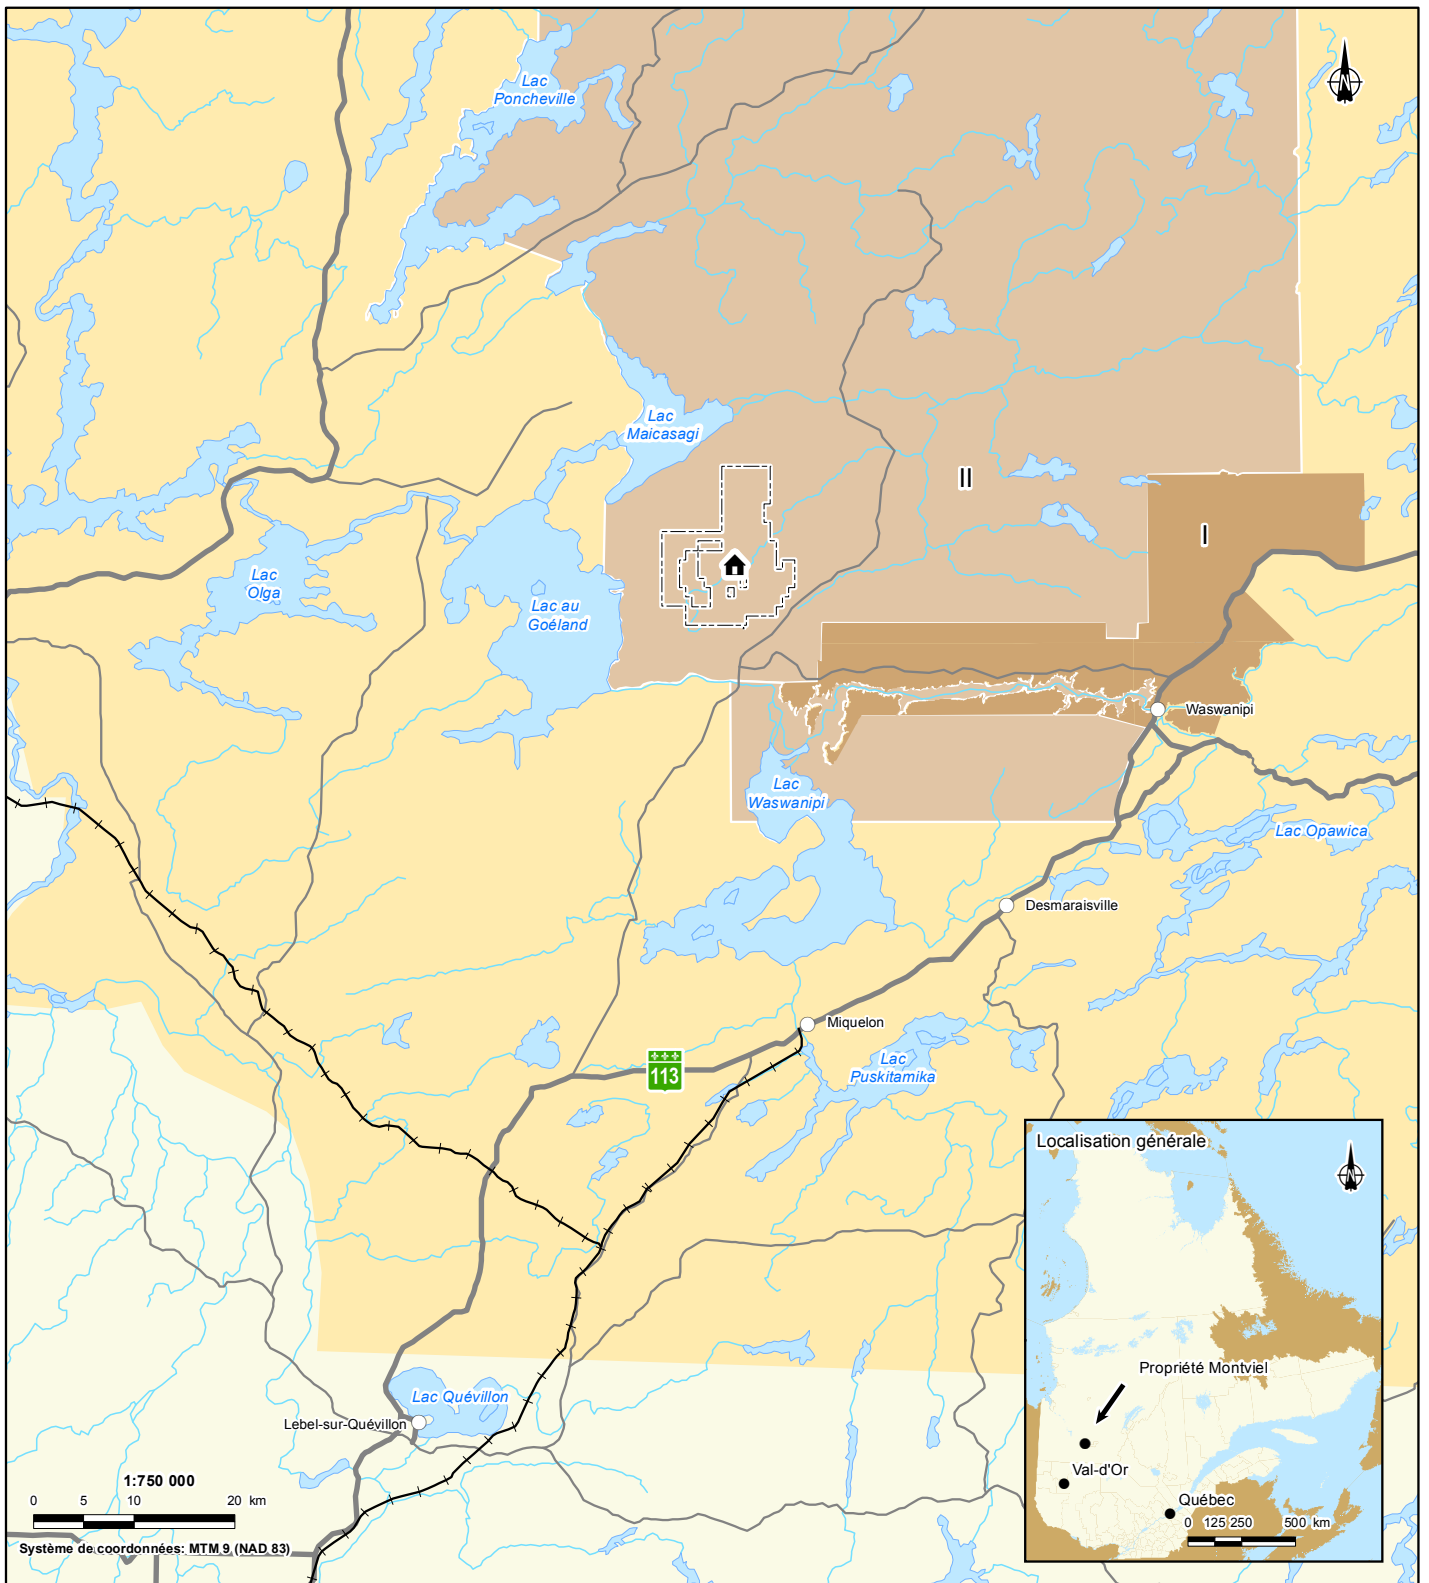 Lac
Poncheville
Lac
Maicasagi
II
I
Lac
Olga
Lac au
Goéland
Waswanipi
Lac
Waswanipi
Lac Opawica
Desmaraisville
Miquelon
113
Lac
Puskitamika
Localisation générale
Propriété Montviel
Val-d'Or
Québec
0 125 250 500 km
Lac Quévillon
Lebel-sur-Quévillon
1:750 000
0 5 10 20 km
Système de coordonnées: MTM 9 (NAD 83)